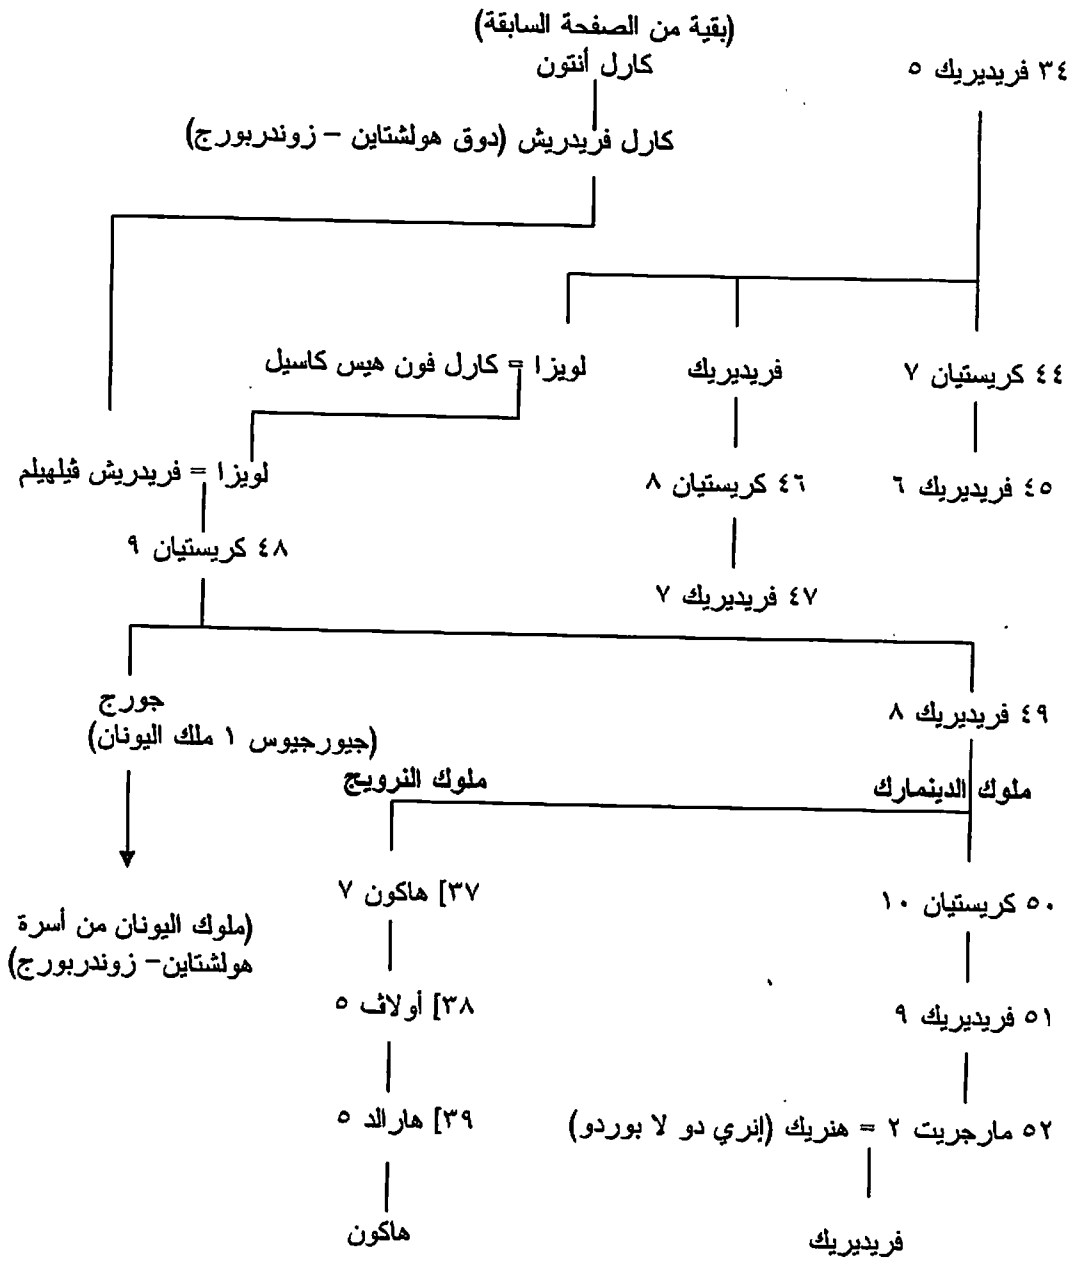 (بقية من الصفحة السابقة)
٣٤ فريديريك ٥
كارل أنتون
كارل فريدريش (دوق هولشتاين - زوندربورج)
٤٤ كريستيان ٧
فريديريك
لويزا = كارل فون هيس كاسيل
٤٥ فريديريك ٦
٤٦ كريستيان ٨
لويزا = فريدريش ڤيلهيلم
٤٧ فريديريك ٧
٤٨ كريستيان ٩
٤٩ فريديريك ٨
جورج
(جيورجيوس ١ ملك اليونان)
ملوك الدينمارك
ملوك النرويج
٥٠ كريستيان ١٠
٣٧] هاكون ٧
(ملوك اليونان من أسرة
هولشتاين- زوندربورج)
٥١ فريديريك ٩
٣٨] أولاڤ ٥
٥٢ مارجريت ٢ = هنريك (إنري دو لا بوردو)
٣٩] هارالد ٥
فريديريك
هاكون